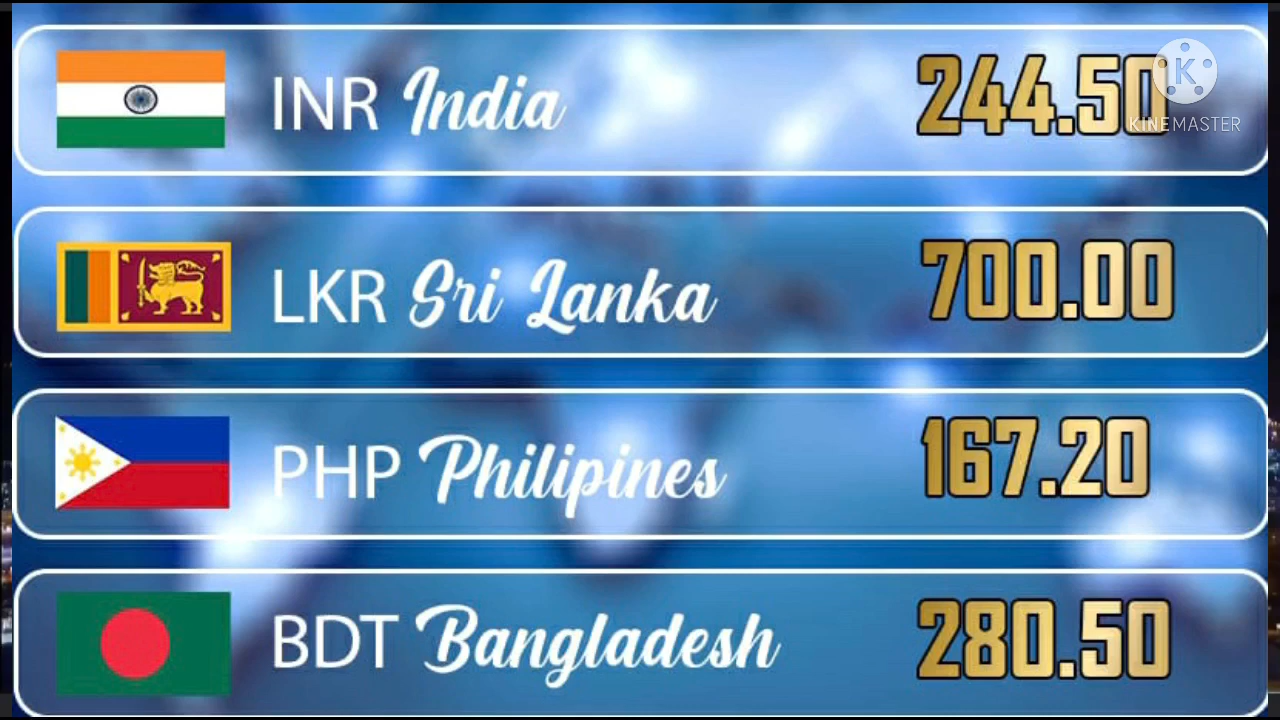 INR India 244.50
K
KINEMASTER
LKR Sri Lanka 700.00
PHP Philipines 167.20
BDT Bangladesh 280.50